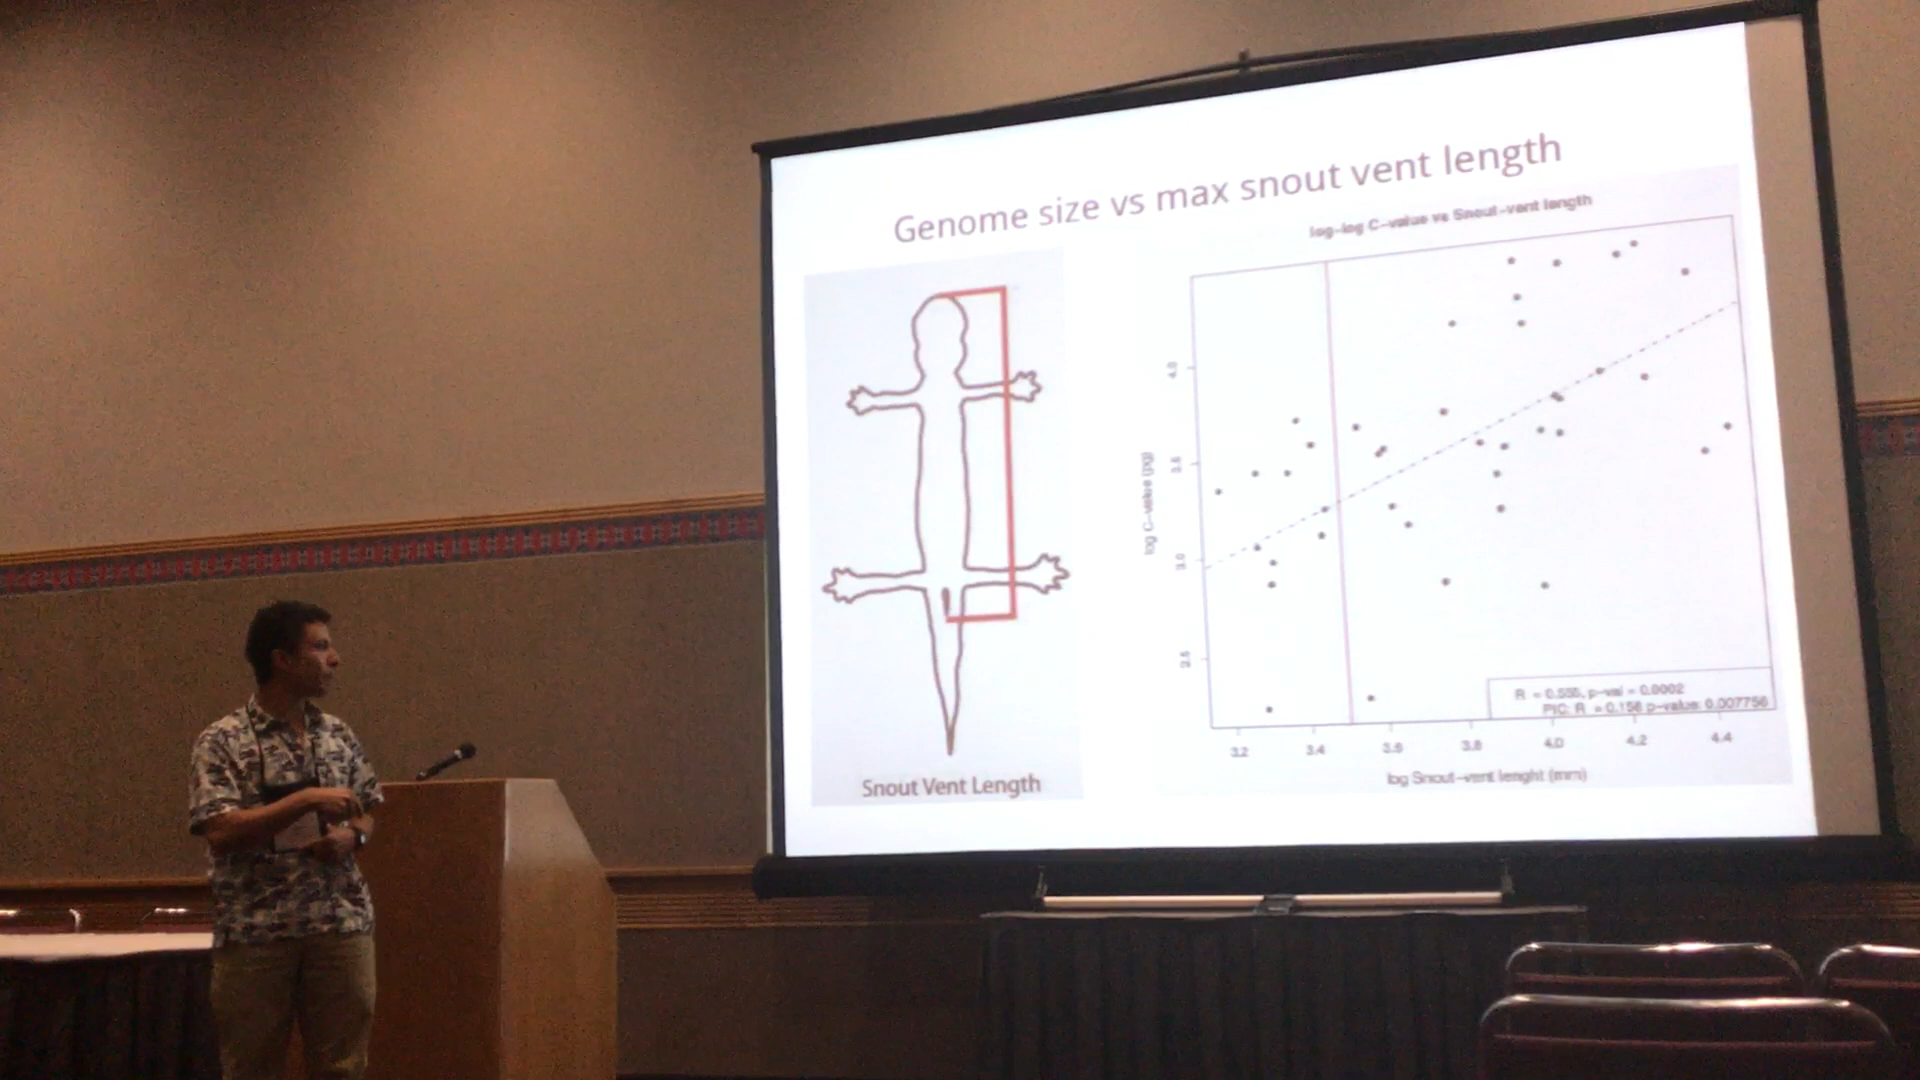 Genome size vs max snout vent length
log-log C-value vs Snout-vent length
Snout Vent Length
log C-value (pg)
4.0
3.5
3.0
2.5
R = 0.555, p-val = 0.0002
PIC: R = 0.156 p-value: 0.007756
3.2 3.4 3.6 3.8 4.0 4.2 4.4
log Snout-vent lenght (mm)